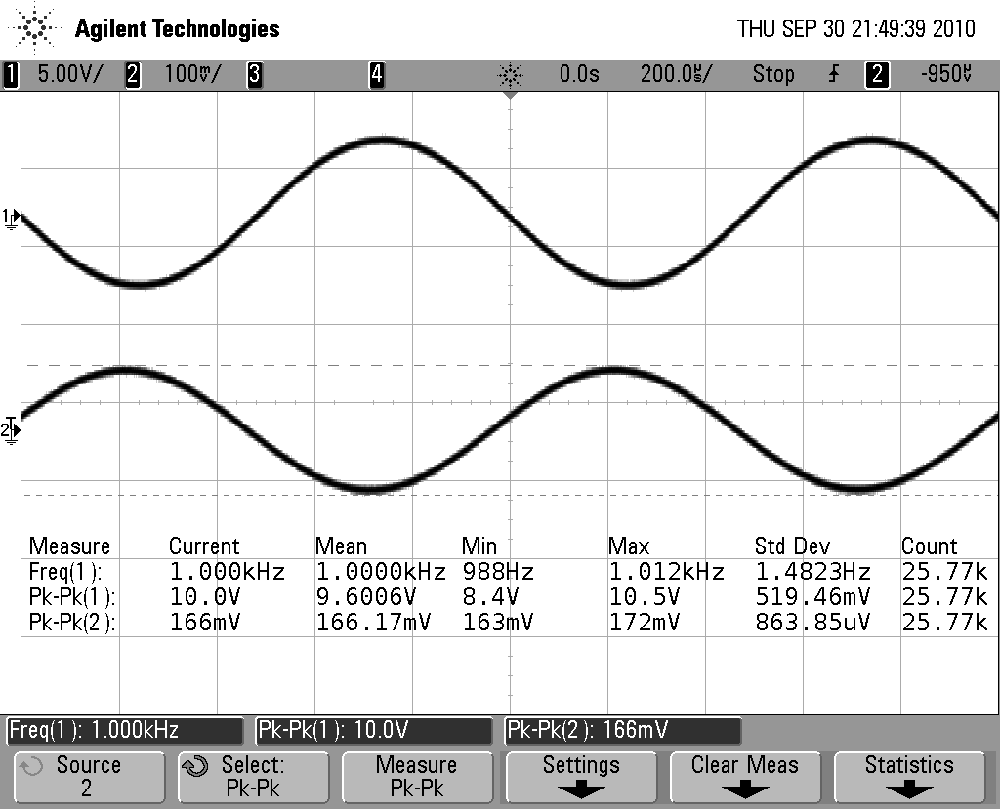 Agilent Technologies THU SEP 30 21:49:39 2010
1 5.00V/ 2 100mV/ 3 4 0.0s 200.0µs/ Stop 2 -950µV
1
2
Measure Current Mean Min Max Std Dev Count
Freq(1): 1.000kHz 1.0000kHz 988Hz 1.012kHz 1.4823Hz 25.77k
Pk-Pk(1): 10.0V 9.6006V 8.4V 10.5V 519.46mV 25.77k
Pk-Pk(2): 166mV 166.17mV 163mV 172mV 863.85uV 25.77k
Freq(1): 1.000kHz Pk-Pk(1): 10.0V Pk-Pk(2): 166mV
Source Select: Measure Settings Clear Meas Statistics
2 Pk-Pk Pk-Pk